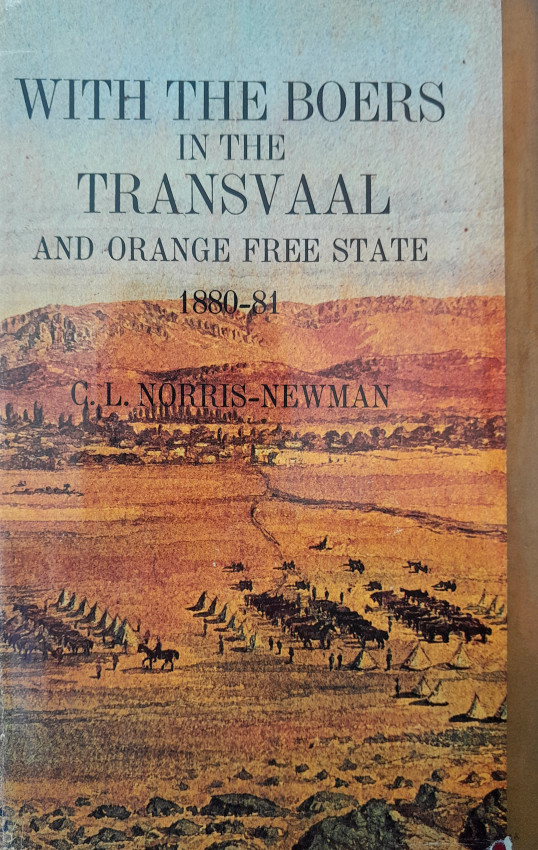 WITH THE BOERS
IN THE
TRANSVAAL
AND ORANGE FREE STATE
1880-81
C. L. NORRIS-NEWMAN